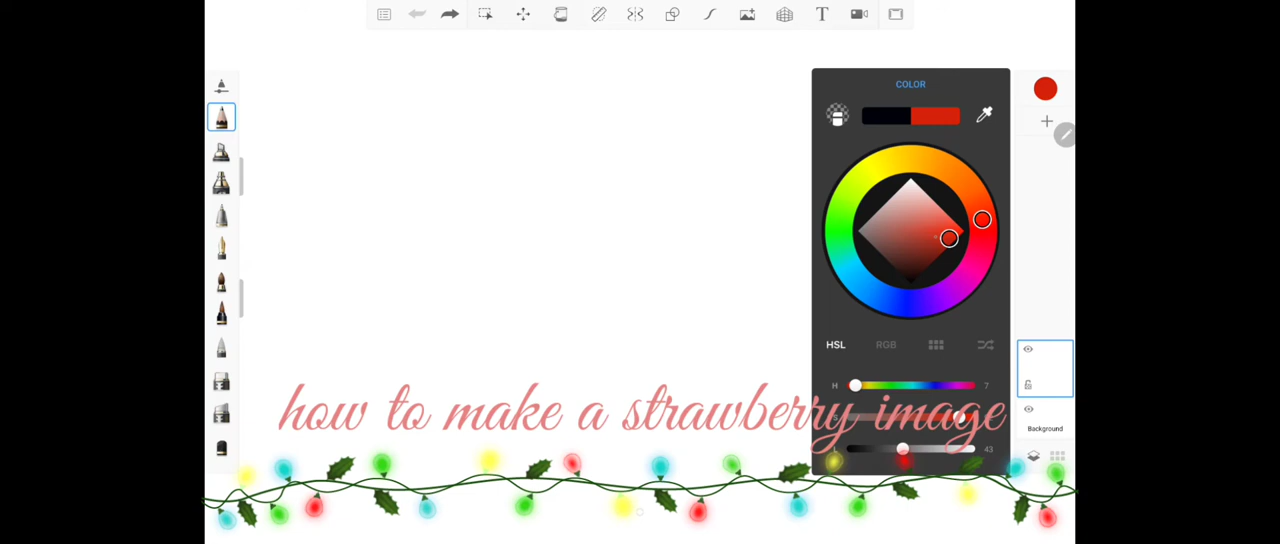 T
COLOR
HSL RGB
H 7
S
L 43
how to make a strawberry image
Background